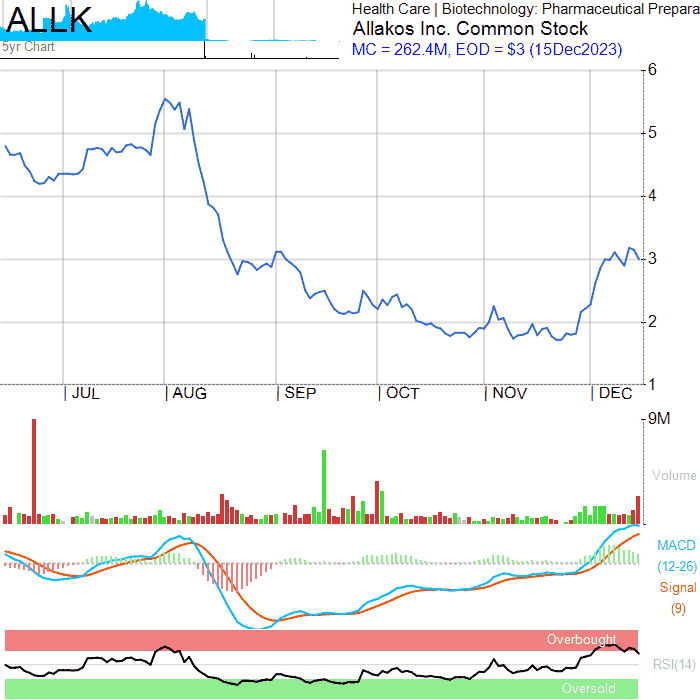 ALLK
5yr Chart
Health Care | Biotechnology: Pharmaceutical Prepara
Allakos Inc. Common Stock
MC = 262.4M, EOD = $3 (15Dec2023)
6
5
4
3
2
1
| JUL | AUG | SEP | OCT | NOV | DEC
9M
Volume
MACD
(12-26)
Signal
(9)
Overbought
RSI(14)
Oversold